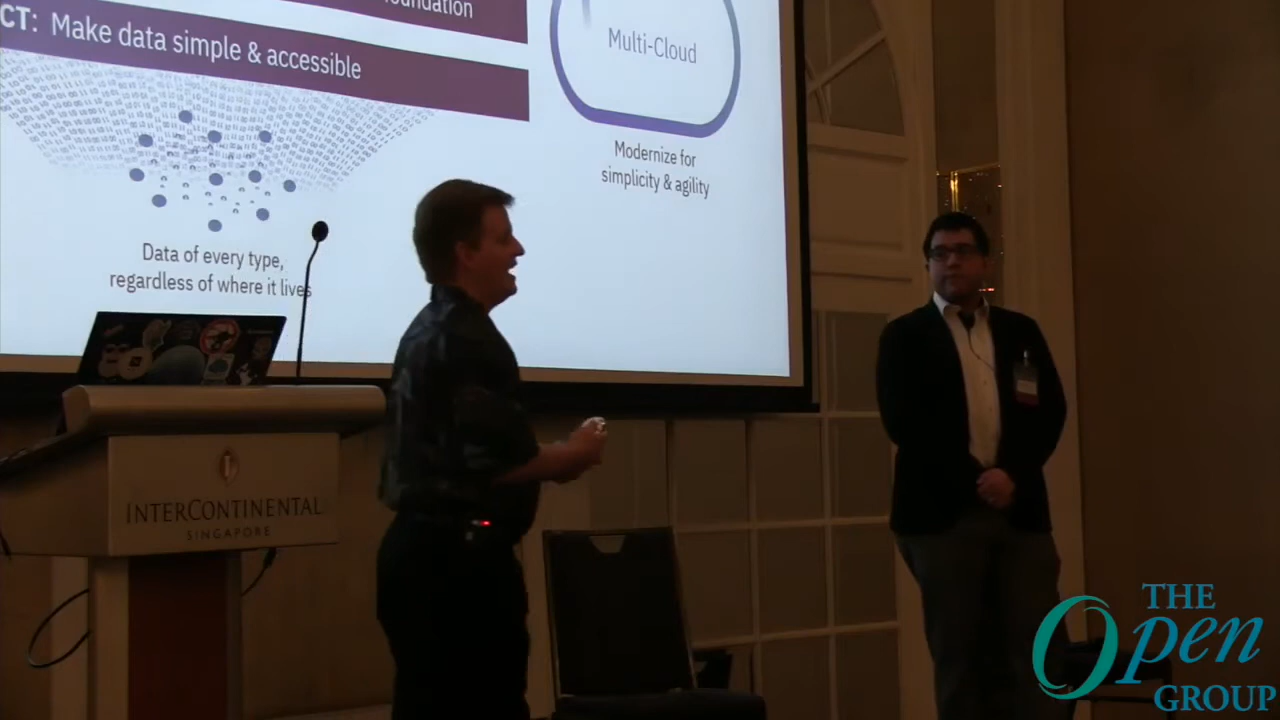 oundation
CT: Make data simple & accessible
Multi-Cloud
Modernize for
simplicity & agility
Data of every type,
regardless of where it lives
INTERCONTINENTAL
SINGAPORE
THE
Open
GROUP